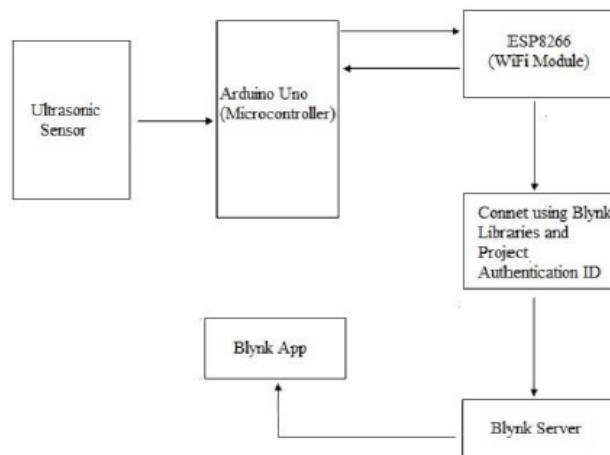 Ultrasonic
Sensor
Arduino Uno
(Microcontroller)
ESP8266
(WiFi Module)
Connet using Blynk
Libraries and
Project
Authentication ID
Blynk App
Blynk Server